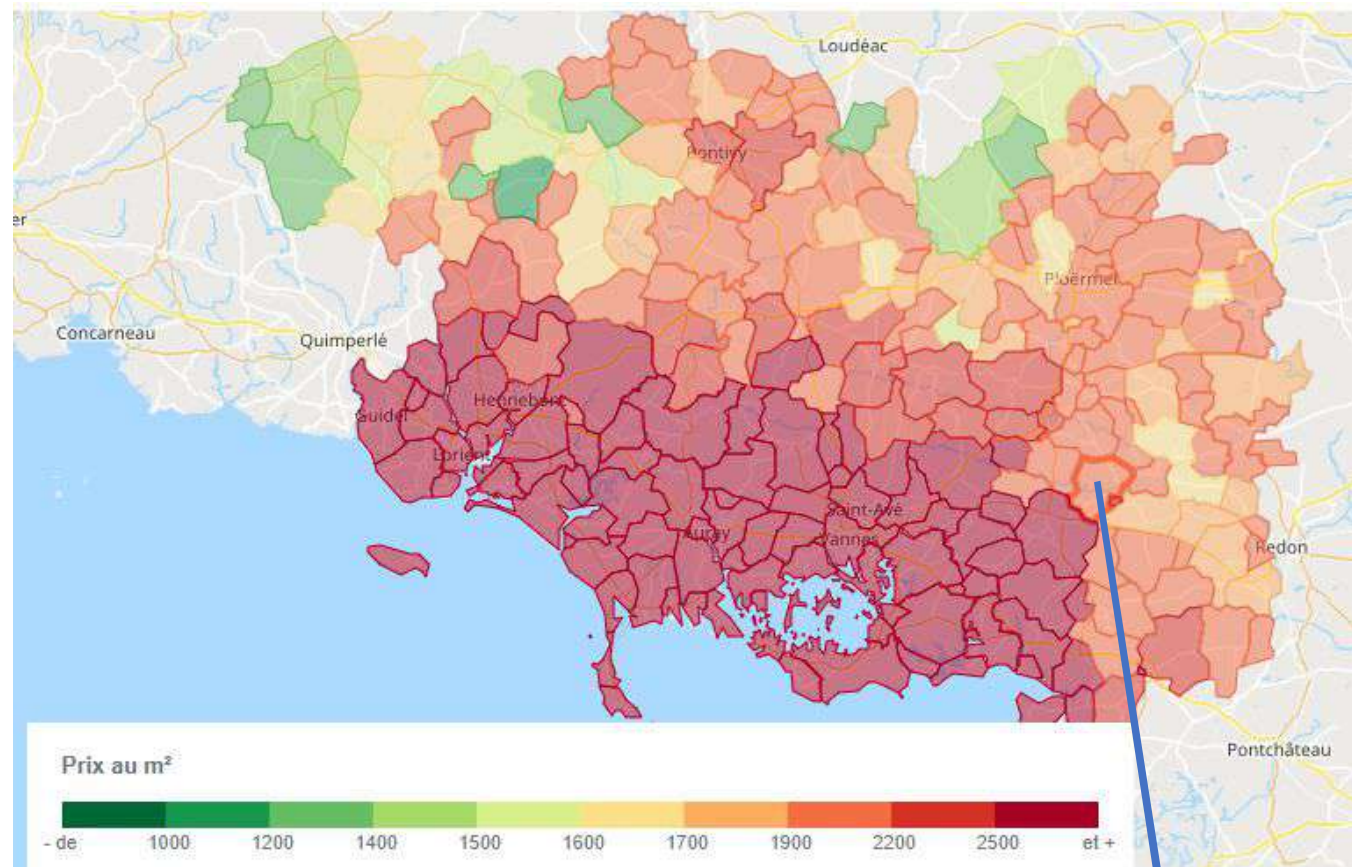 Loudéac
Pontivy
er
Ploërmel
Concarneau
Quimperlé
Hennebont
Guidel
Lorient
Saint-Avé
Auray
Vannes
Redon
Pontchâteau
Prix au m²
- de 1000 1200 1400 1500 1600 1700 1900 2200 2500 et +